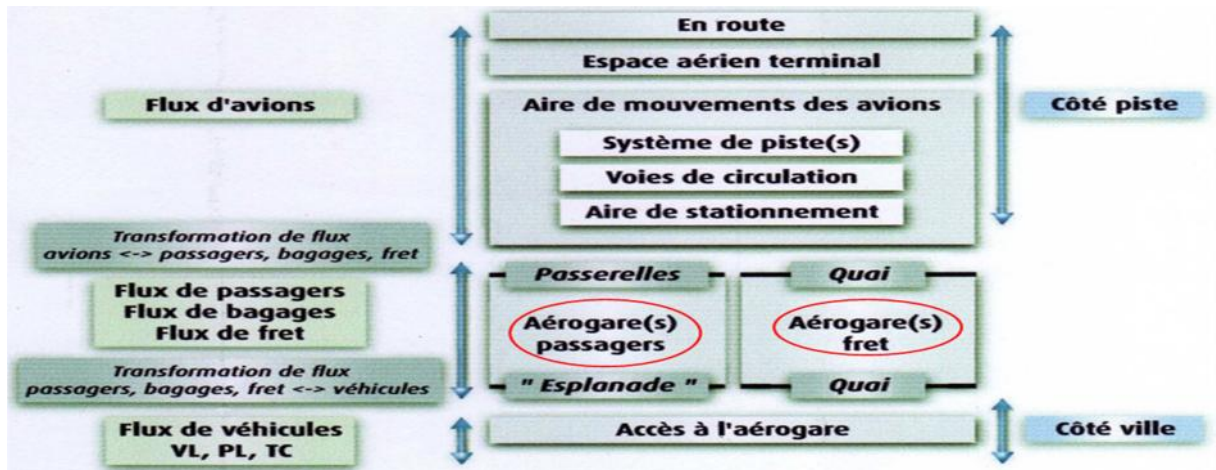 En route
Espace aérien terminal
Flux d'avions
Aire de mouvements des avions
Côté piste
Système de piste(s)
Voies de circulation
Aire de stationnement
Transformation de flux
avions <-> passagers, bagages, fret
Passerelles
Quai
Flux de passagers
Flux de bagages
Flux de fret
Aérogare(s)
passagers
Aérogare(s)
fret
Transformation de flux
passagers, bagages, fret <-> véhicules
" Esplanade "
Quai
Flux de véhicules
VL, PL, TC
Accès à l'aérogare
Côté ville